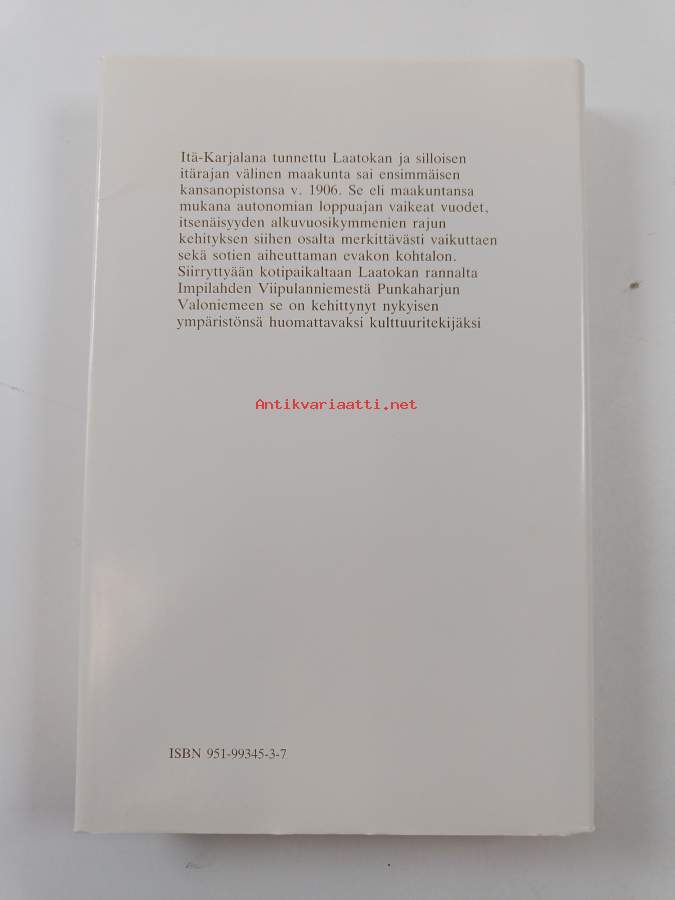 Itä-Karjalana tunnettu Laatokan ja silloisen
itärajan välinen maakunta sai ensimmäisen
kansanopistonsa v. 1906. Se eli maakuntansa
mukana autonomian loppuajan vaikeat vuodet,
itsenäisyyden alkuvuosikymmenien rajun
kehityksen siihen osalta merkittävästi vaikuttaen
sekä sotien aiheuttaman evakon kohtalon.
Siirryttyään kotipaikaltaan Laatokan rannalta
Impilahden Viipulanniemestä Punkaharjun
Valoniemeen se on kehittynyt nykyisen
ympäristönsä huomattavaksi kulttuuritekijäksi
Antikvariaatti.net
ISBN 951-99345-3-7